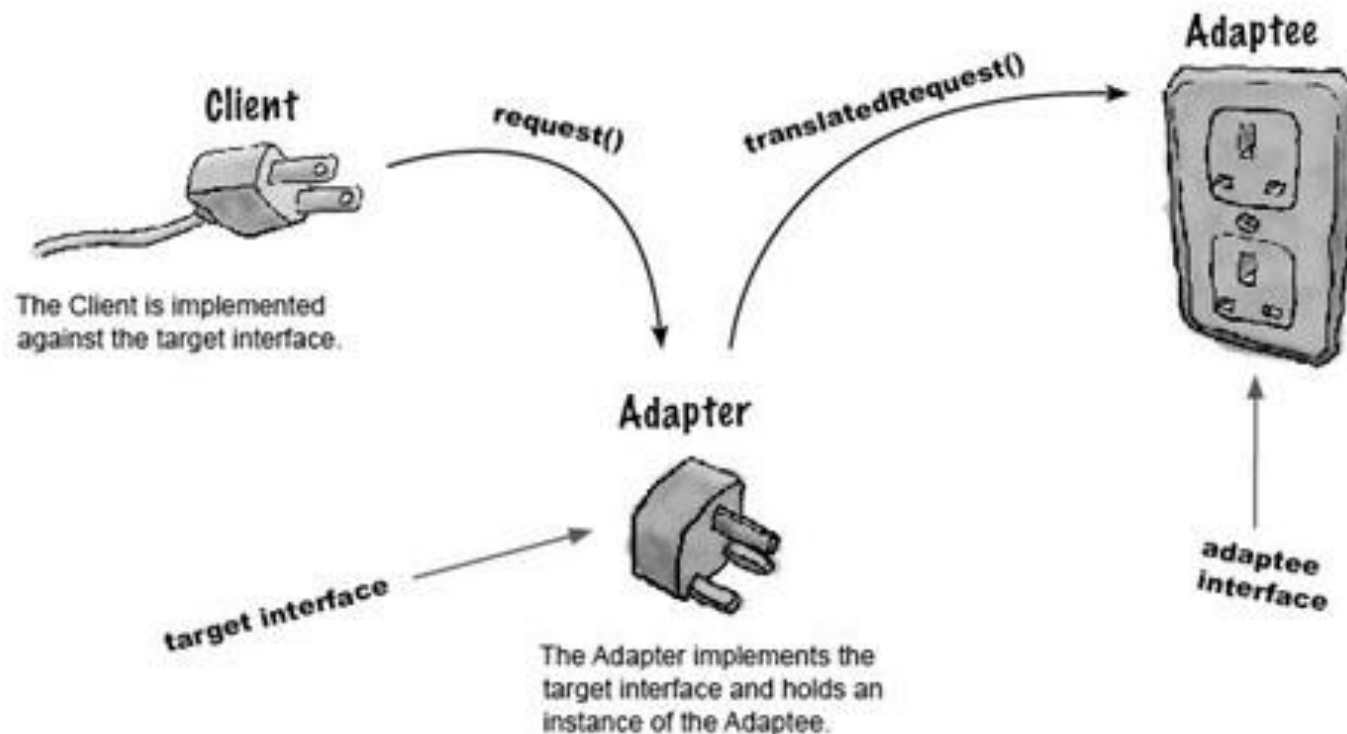 Adaptee
Client
request()
translatedRequest()
The Client is implemented
against the target interface.
Adapter
target interface
adaptee
interface
The Adapter implements the
target interface and holds an
instance of the Adaptee.